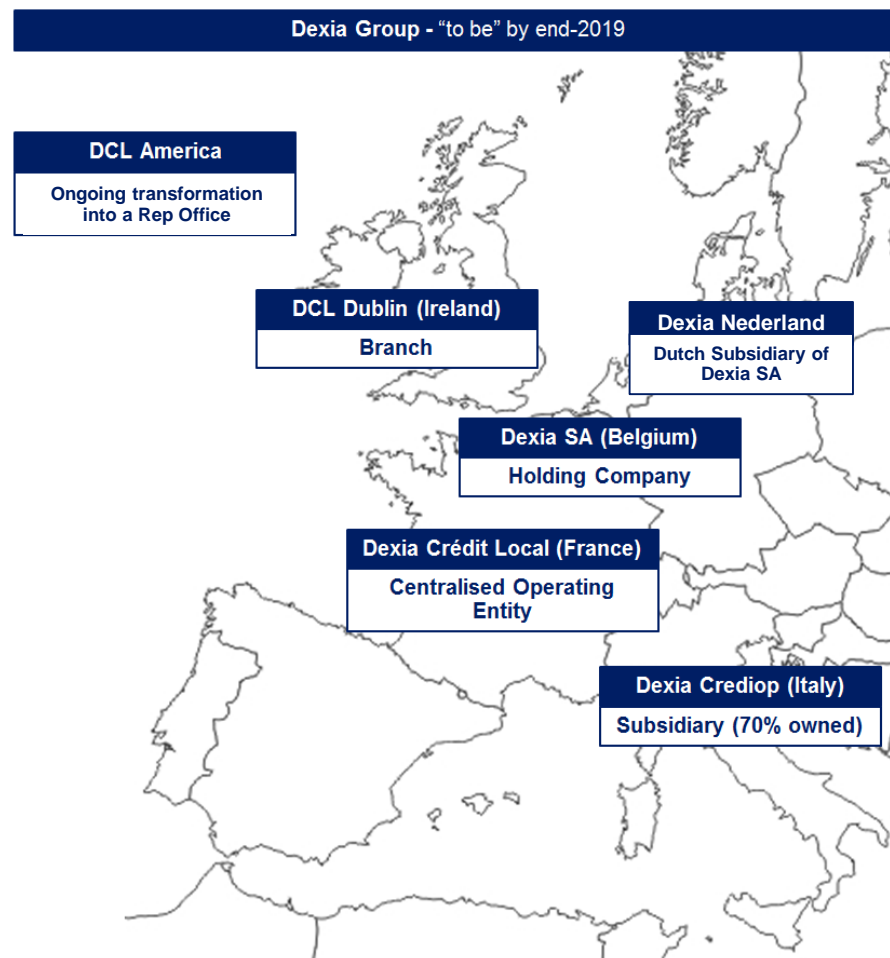 Dexia Group - “to be” by end-2019
DCL America
Ongoing transformation
into a Rep Office
DCL Dublin (Ireland)
Branch
Dexia Nederland
Dutch Subsidiary of
Dexia SA
Dexia SA (Belgium)
Holding Company
Dexia Crédit Local (France)
Centralised Operating
Entity
Dexia Crediop (Italy)
Subsidiary (70% owned)